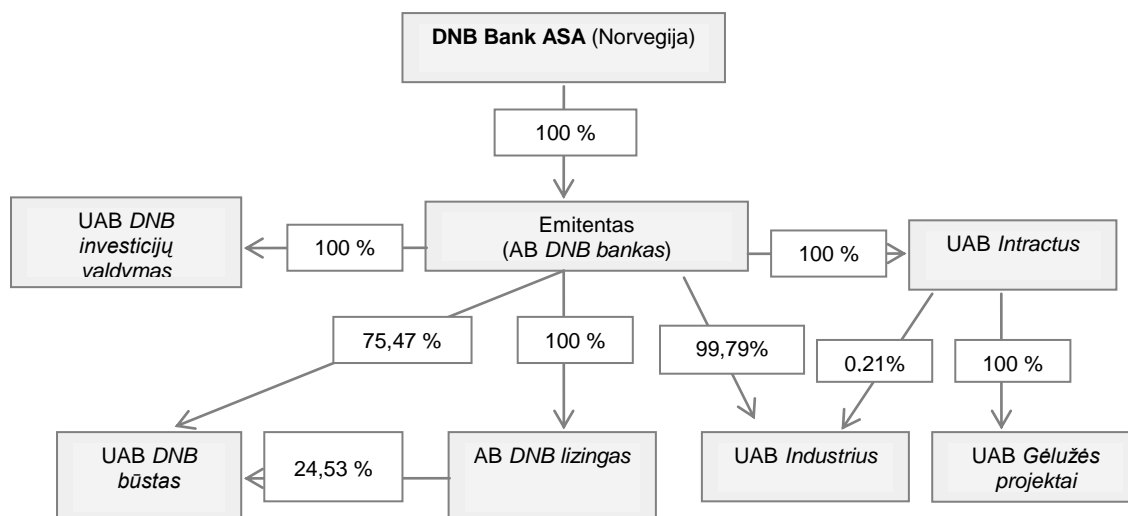 DNB Bank ASA (Norvegija)
100 %
UAB DNB
investicijų
valdymas
100 %
Emitentas
(AB DNB bankas)
100 %
UAB Intractus
75,47 %
100 %
99,79%
0,21%
100 %
UAB DNB
būstas
24,53 %
AB DNB lizingas
UAB Industrius
UAB Gėlužės
projektai